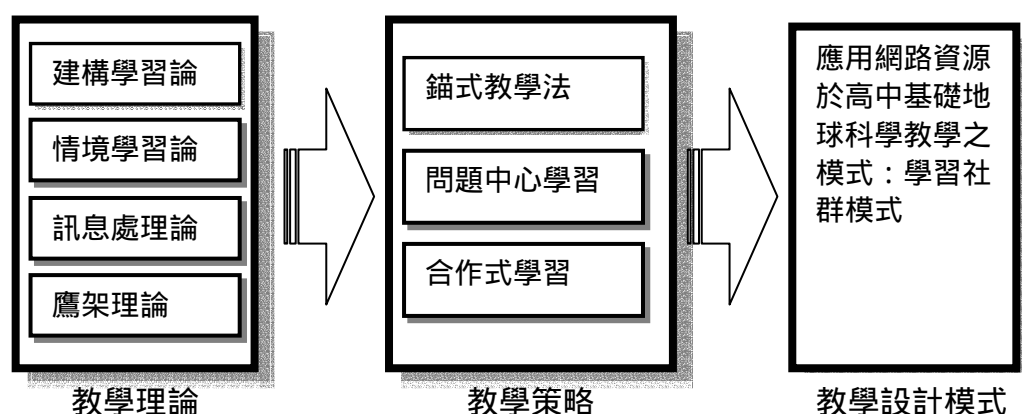 建構學習論
情境學習論
訊息處理論
鷹架理論
教學理論
錨式教學法
問題中心學習
合作式學習
教學策略
應用網路資源
於高中基礎地
球科學教學之
模式：學習社
群模式
教學設計模式